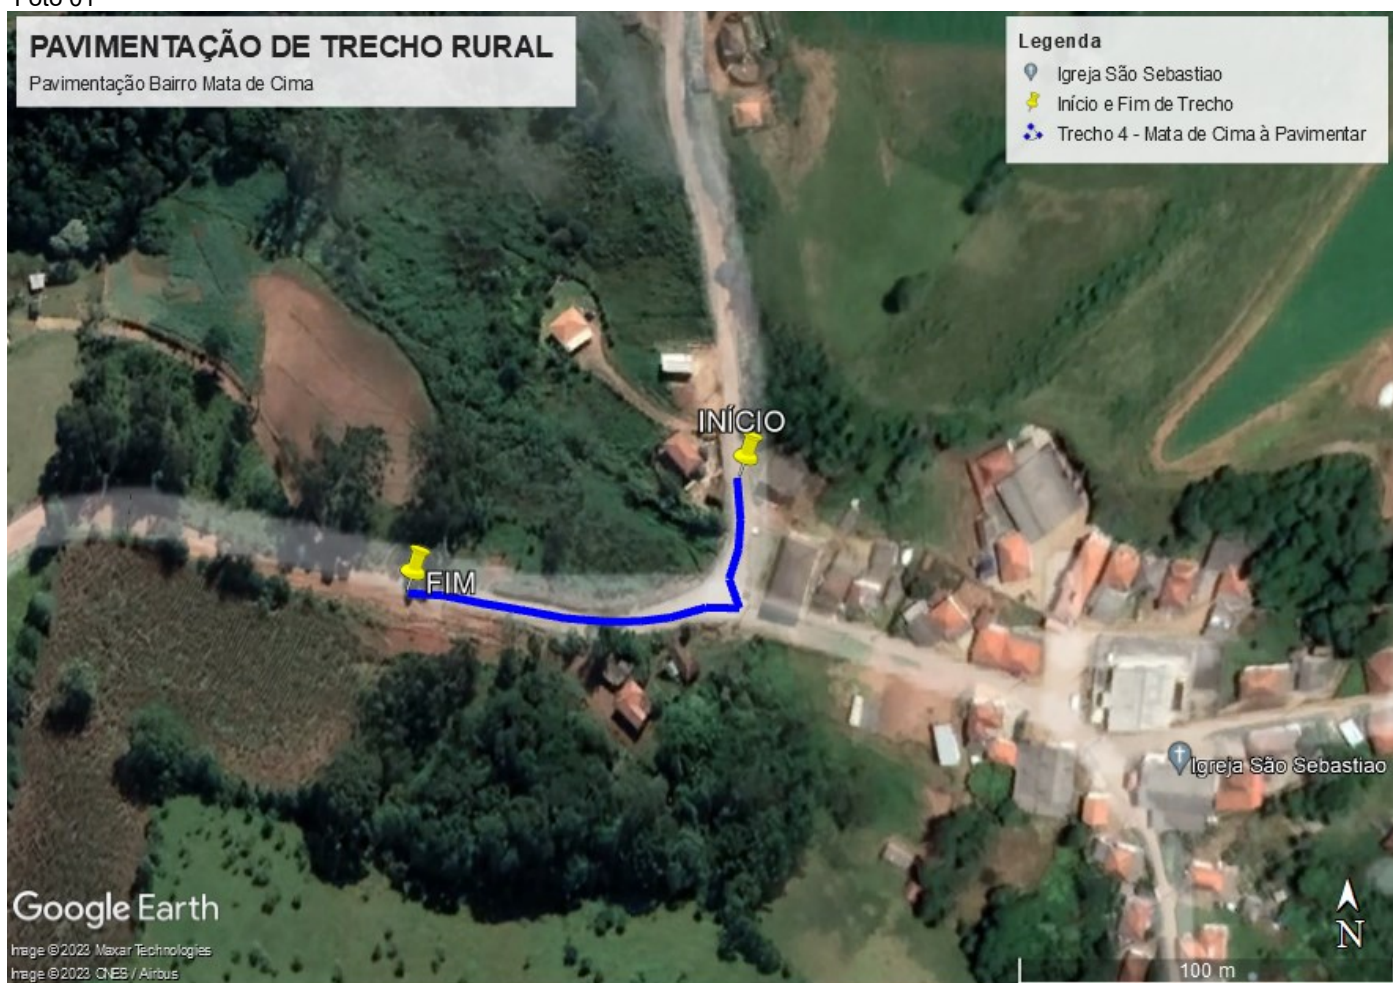 Foto 01
PAVIMENTAÇÃO DE TRECHO RURAL
Pavimentação Bairro Mata de Cima
Legenda
Igreja São Sebastiao
Início e Fim de Trecho
Trecho 4 - Mata de Cima à Pavimentar
INÍCIO
FIM
Igreja São Sebastiao
Google Earth
Image © 2023 Maxar Technologies
Image © 2023 CNES / Airbus
N
100 m